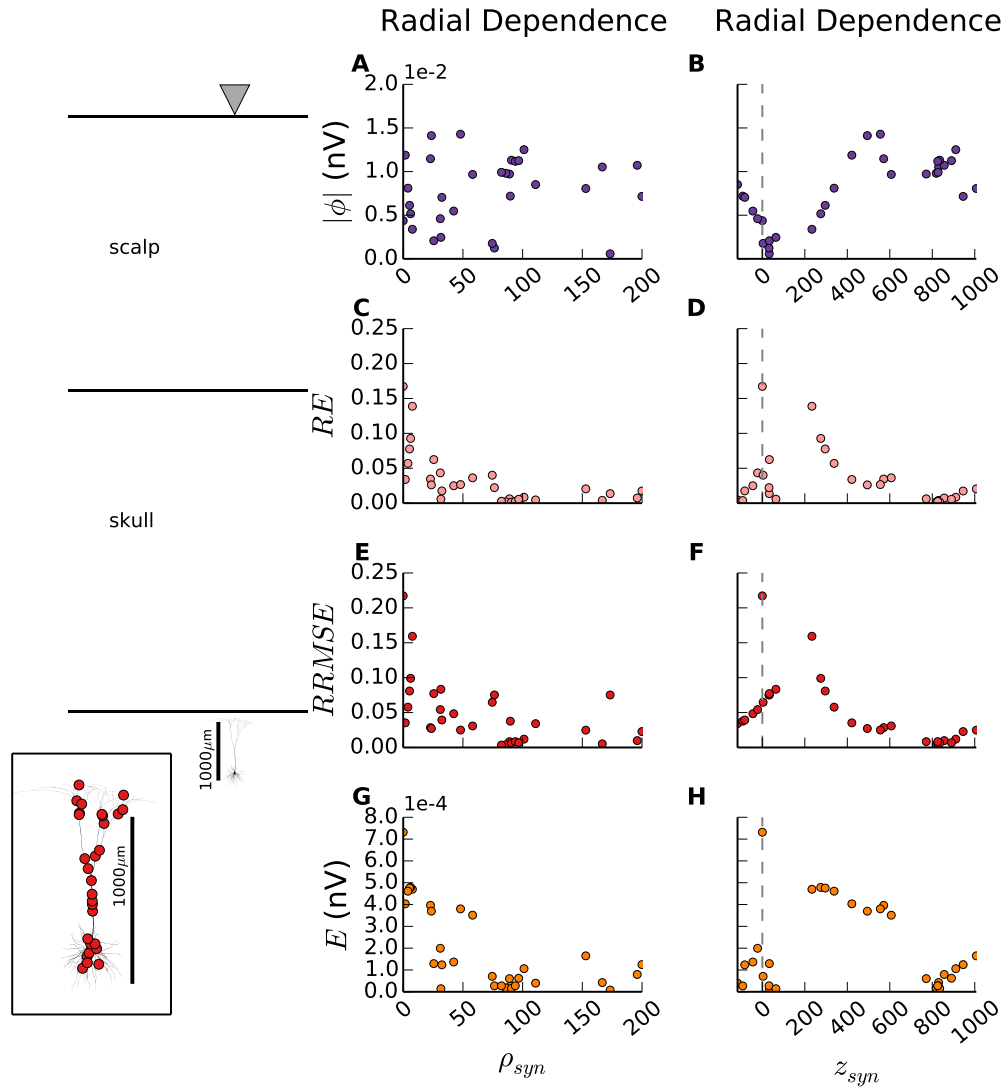 Radial Dependence
Radial Dependence
scalp
skull
1000μm
1000μm
A
1e-2
2.0
1.5
1.0
0.5
0.0
|ϕ| (nV)
0 50 100 150 200
B
0 200 400 600 800 1000
C
0.25
0.20
0.15
0.10
0.05
0.00
RE
0 50 100 150 200
D
0 200 400 600 800 1000
E
0.25
0.20
0.15
0.10
0.05
0.00
RRMSE
0 50 100 150 200
F
0 200 400 600 800 1000
G
1e-4
8.0
7.0
6.0
5.0
4.0
3.0
2.0
1.0
0.0
E (nV)
0 50 100 150 200
ρsyn
H
0 200 400 600 800 1000
zsyn